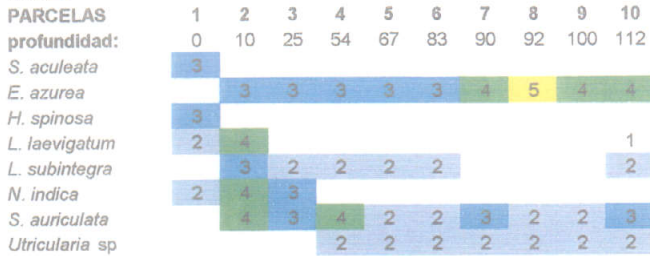 PARCELAS 1 2 3 4 5 6 7 8 9 10
profundidad: 0 10 25 54 67 83 90 92 100 112
S. aculeata 3
E. azurea 3 3 3 3 3 4 5 4 4
H. spinosa 3
L. laevigatum 2 4 1
L. subintegra 3 2 2 2 2 2
N. indica 2 4 3
S. auriculata 4 3 4 2 2 3 2 2 3
Utricularia sp 2 2 2 2 2 2 2